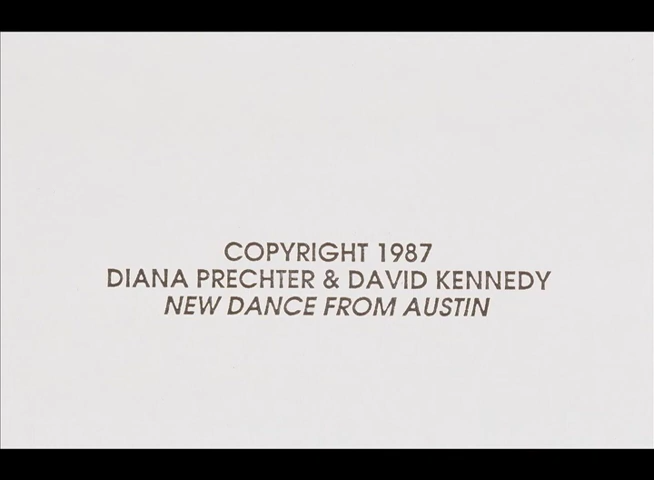 COPYRIGHT 1987
DIANA PRECHTER & DAVID KENNEDY
NEW DANCE FROM AUSTIN